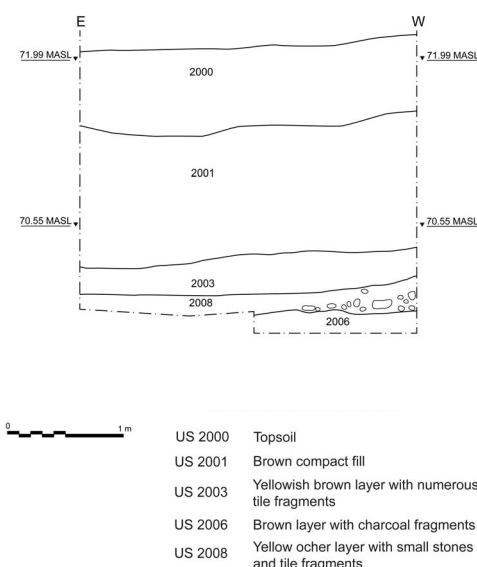 E
W
71.99 MASL
71.99 MASL
2000
2001
70.55 MASL
70.55 MASL
2003
2008
2006
0
1 m
US 2000 Topsoil
US 2001 Brown compact fill
US 2003 Yellowish brown layer with numerous
tile fragments
US 2006 Brown layer with charcoal fragments
US 2008 Yellow ocher layer with small stones
and tile fragments